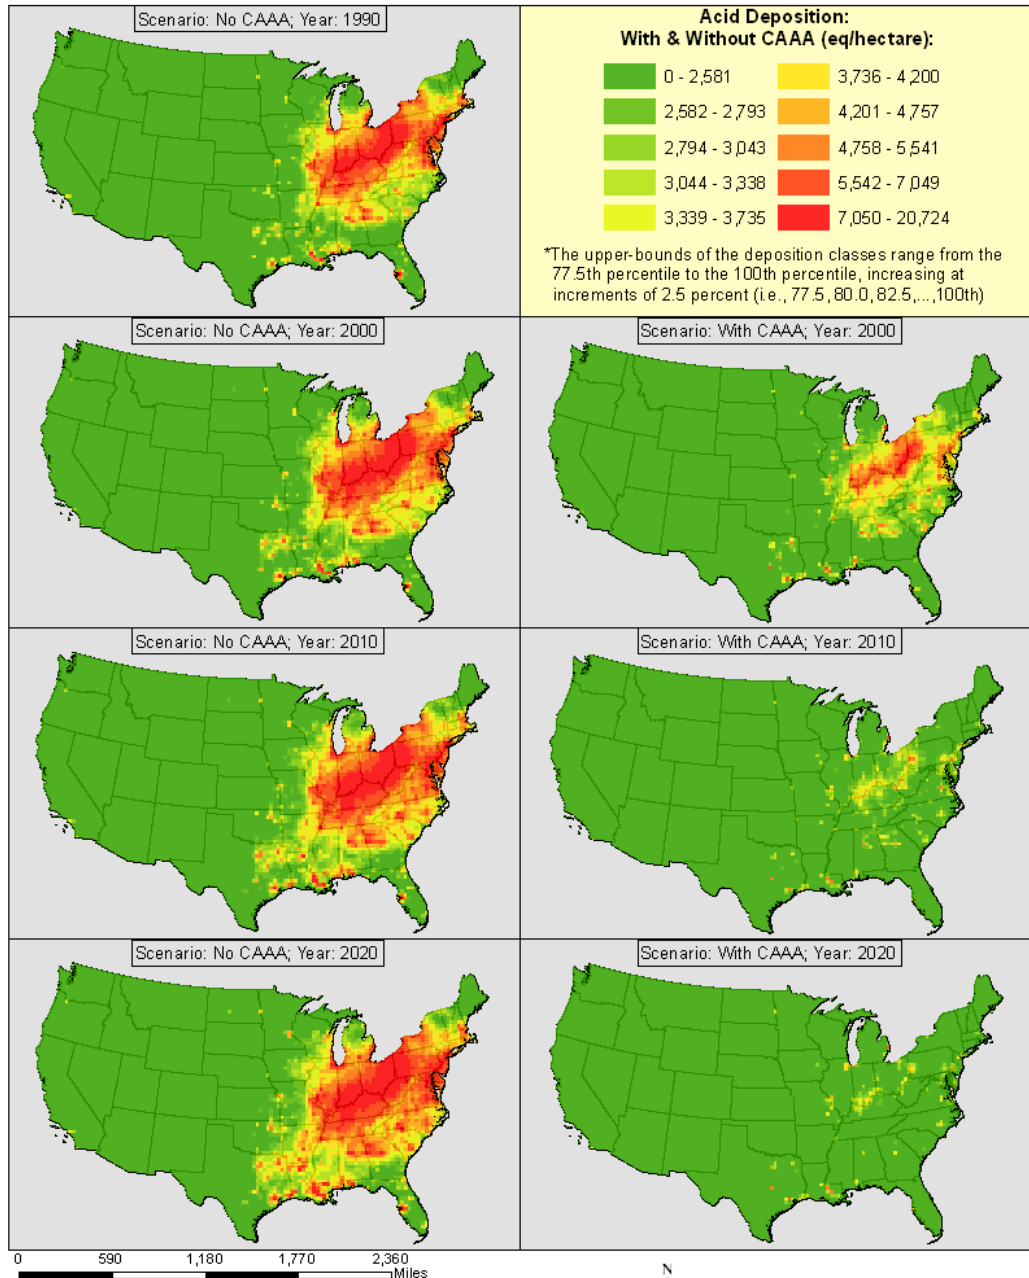 Scenario: No CAAA; Year: 1990
Acid Deposition:
With & Without CAAA (eq/hectare):
0 - 2,581
3,736 - 4,200
2,582 - 2,793
4,201 - 4,757
2,794 - 3,043
4,758 - 5,541
3,044 - 3,338
5,542 - 7,049
3,339 - 3,735
7,050 - 20,724
*The upper-bounds of the deposition classes range from the
77.5th percentile to the 100th percentile, increasing at
increments of 2.5 percent (i.e., 77.5, 80.0, 82.5,...,100th)
Scenario: No CAAA; Year: 2000
Scenario: With CAAA; Year: 2000
Scenario: No CAAA; Year: 2010
Scenario: With CAAA; Year: 2010
Scenario: No CAAA; Year: 2020
Scenario: With CAAA; Year: 2020
0 590 1,180 1,770 2,360
Miles
N